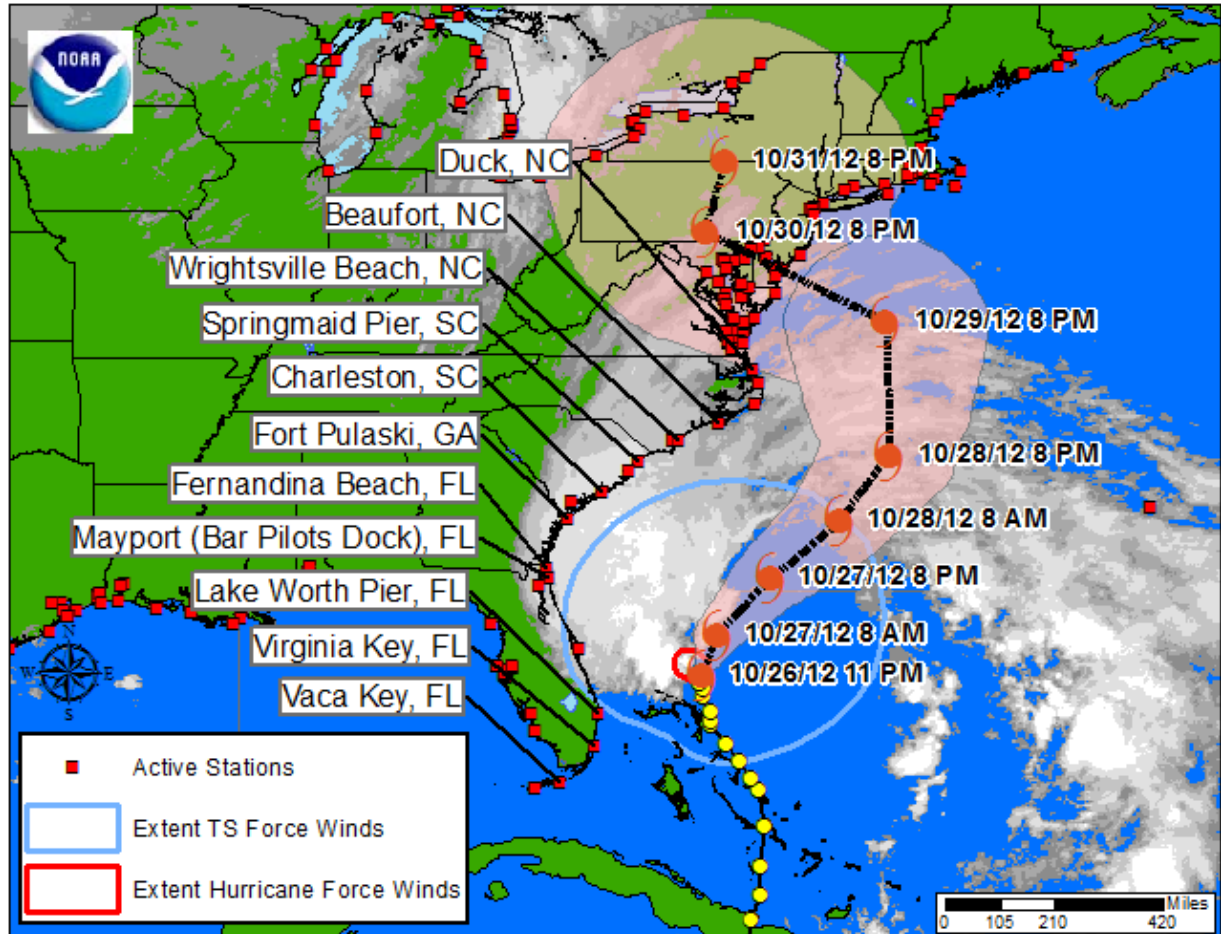 NOAA
Duck, NC
Beaufort, NC
Wrightsville Beach, NC
Springmaid Pier, SC
Charleston, SC
Fort Pulaski, GA
Fernandina Beach, FL
Mayport (Bar Pilots Dock), FL
Lake Worth Pier, FL
Virginia Key, FL
Vaca Key, FL
10/31/12 8 PM
10/30/12 8 PM
10/29/12 8 PM
10/28/12 8 PM
10/28/12 8 AM
10/27/12 8 PM
10/27/12 8 AM
10/26/12 11 PM
N
W
E
S
Active Stations
Extent TS Force Winds
Extent Hurricane Force Winds
Miles
0 105 210 420